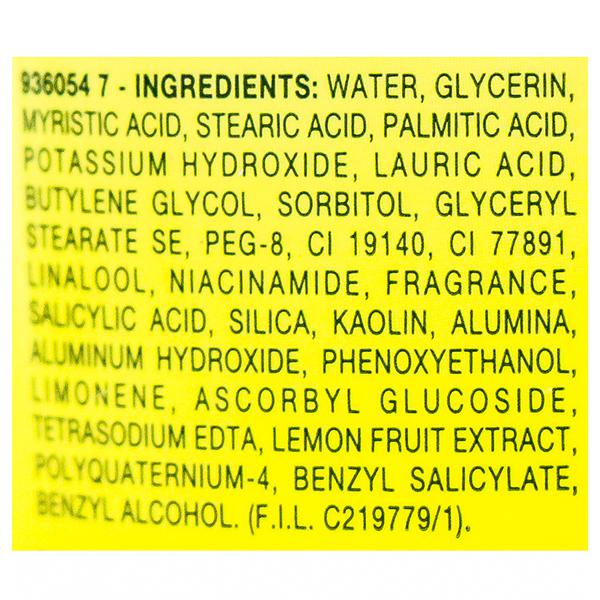 936054 7 - INGREDIENTS: WATER, GLYCERIN,
MYRISTIC ACID, STEARIC ACID, PALMITIC ACID,
POTASSIUM HYDROXIDE, LAURIC ACID,
BUTYLENE GLYCOL, SORBITOL, GLYCERYL
STEARATE SE, PEG-8, CI 19140, CI 77891,
LINALOOL, NIACINAMIDE, FRAGRANCE,
SALICYLIC ACID, SILICA, KAOLIN, ALUMINA,
ALUMINUM HYDROXIDE, PHENOXYETHANOL,
LIMONENE, ASCORBYL GLUCOSIDE,
TETRASODIUM EDTA, LEMON FRUIT EXTRACT,
POLYQUATERNIUM-4, BENZYL SALICYLATE,
BENZYL ALCOHOL. (F.I.L. C219779/1).